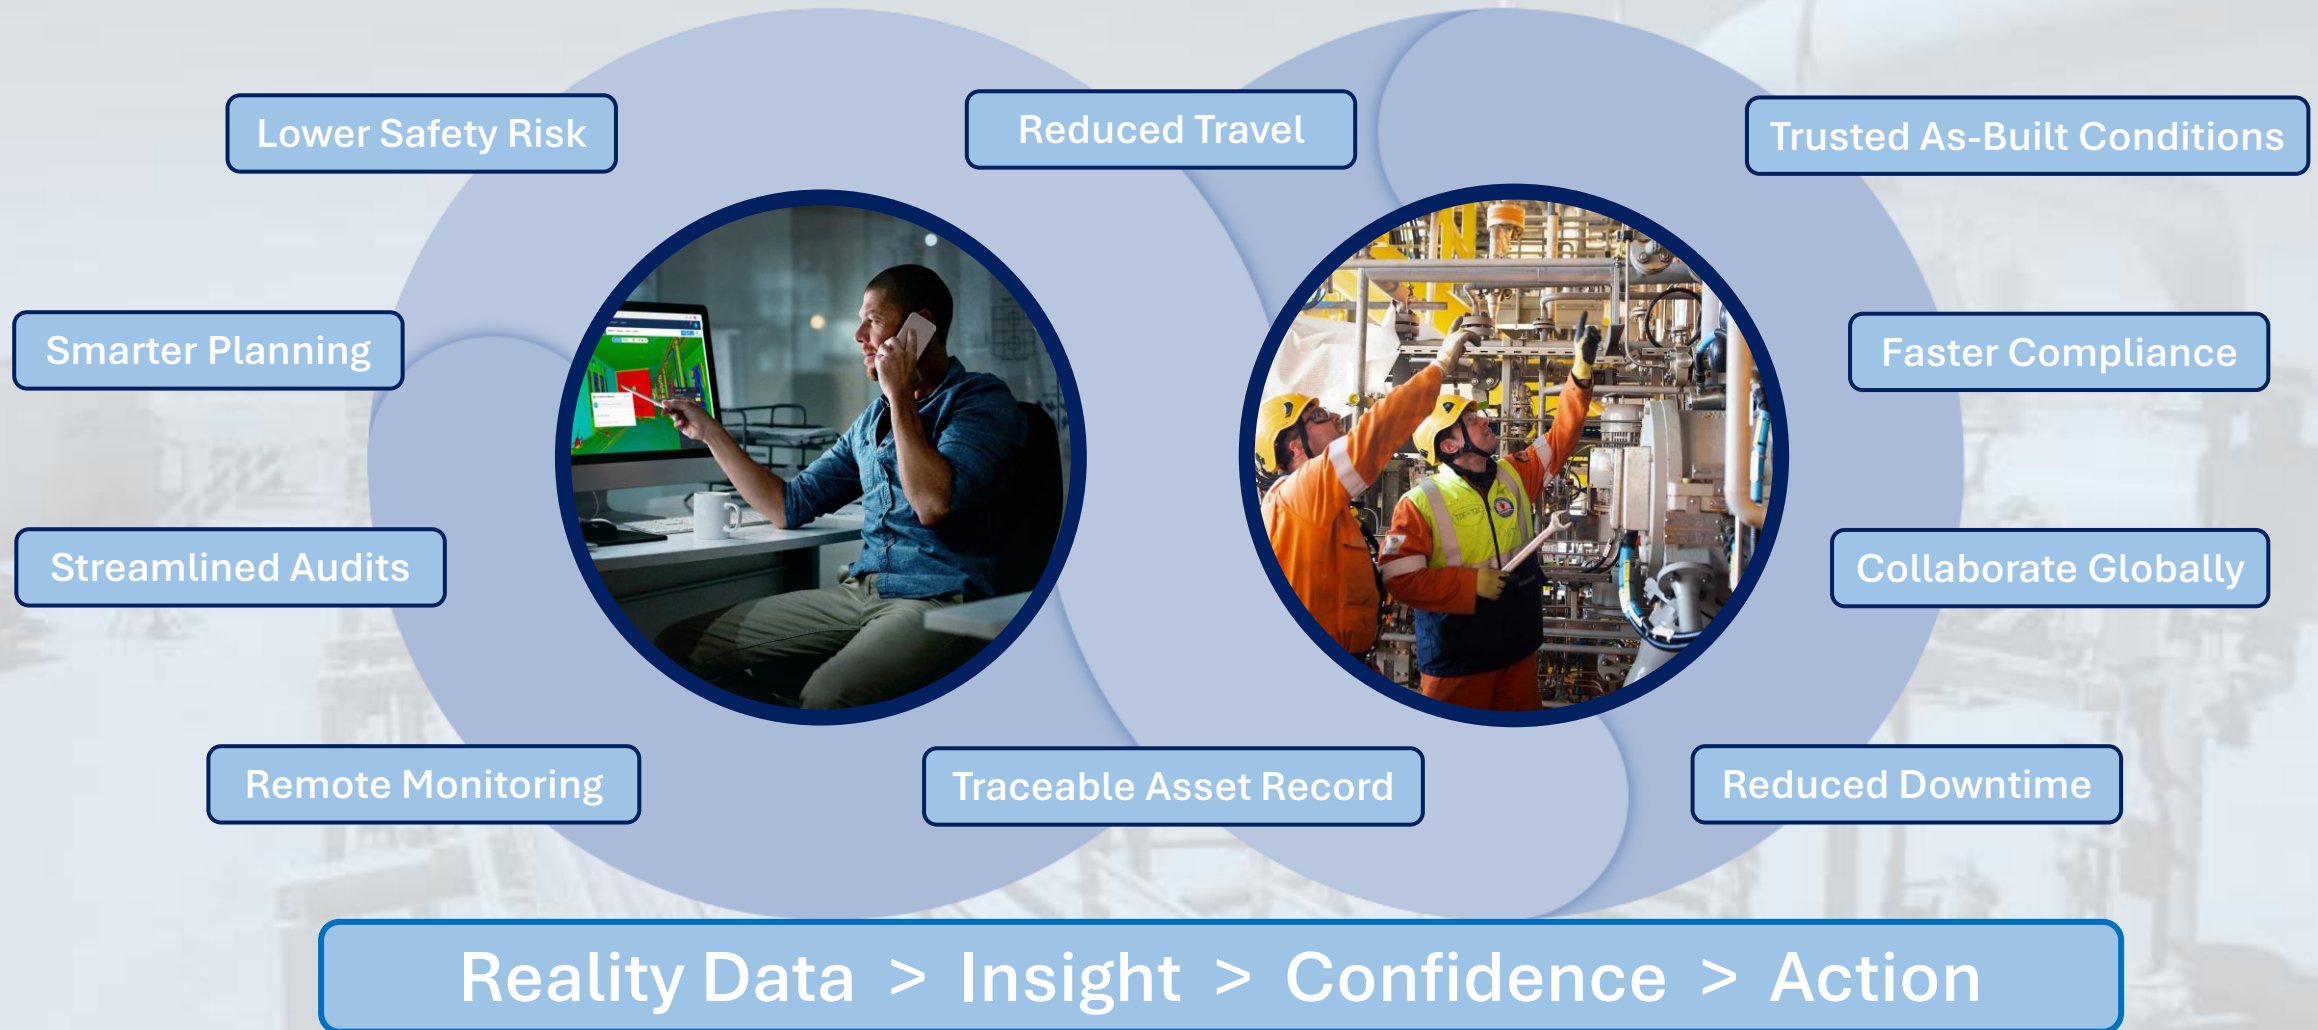 Lower Safety Risk
Reduced Travel
Trusted As-Built Conditions
Smarter Planning
Faster Compliance
Streamlined Audits
Collaborate Globally
Remote Monitoring
Traceable Asset Record
Reduced Downtime
Reality Data > Insight > Confidence > Action